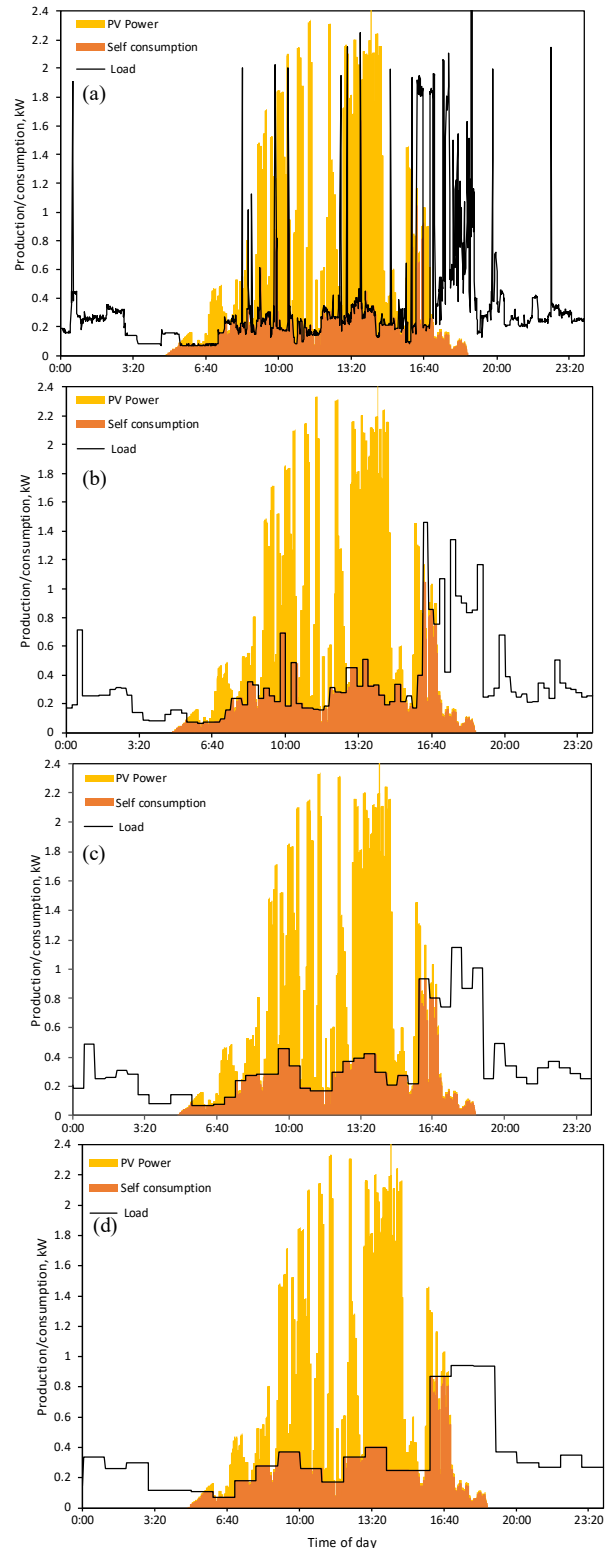 2.4
2.2
2
1.8
1.6
1.4
1.2
1
0.8
0.6
0.4
0.2
0
Production/consumption, kW
PV Power
Self consumption
Load
(a)
0:00 3:20 6:40 10:00 13:20 16:40 20:00 23:20
2.4
2.2
2
1.8
1.6
1.4
1.2
1
0.8
0.6
0.4
0.2
0
Production/consumption, kW
PV Power
Self consumption
Load
(b)
0:00 3:20 6:40 10:00 13:20 16:40 20:00 23:20
2.4
2.2
2
1.8
1.6
1.4
1.2
1
0.8
0.6
0.4
0.2
0
Production/consumption, kW
PV Power
Self consumption
Load
(c)
0:00 3:20 6:40 10:00 13:20 16:40 20:00 23:20
2.4
2.2
2
1.8
1.6
1.4
1.2
1
0.8
0.6
0.4
0.2
0
Production/consumption, kW
PV Power
Self consumption
Load
(d)
0:00 3:20 6:40 10:00 13:20 16:40 20:00 23:20
Time of day